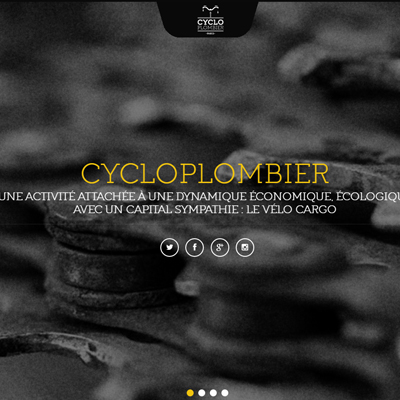 CYCLO
PLOMBIER
CYCLOPLOMBIER
UNE ACTIVITÉ ATTACHÉE À UNE DYNAMIQUE ÉCONOMIQUE, ÉCOLOGIQU
AVEC UN CAPITAL SYMPATHIE : LE VÉLO CARGO